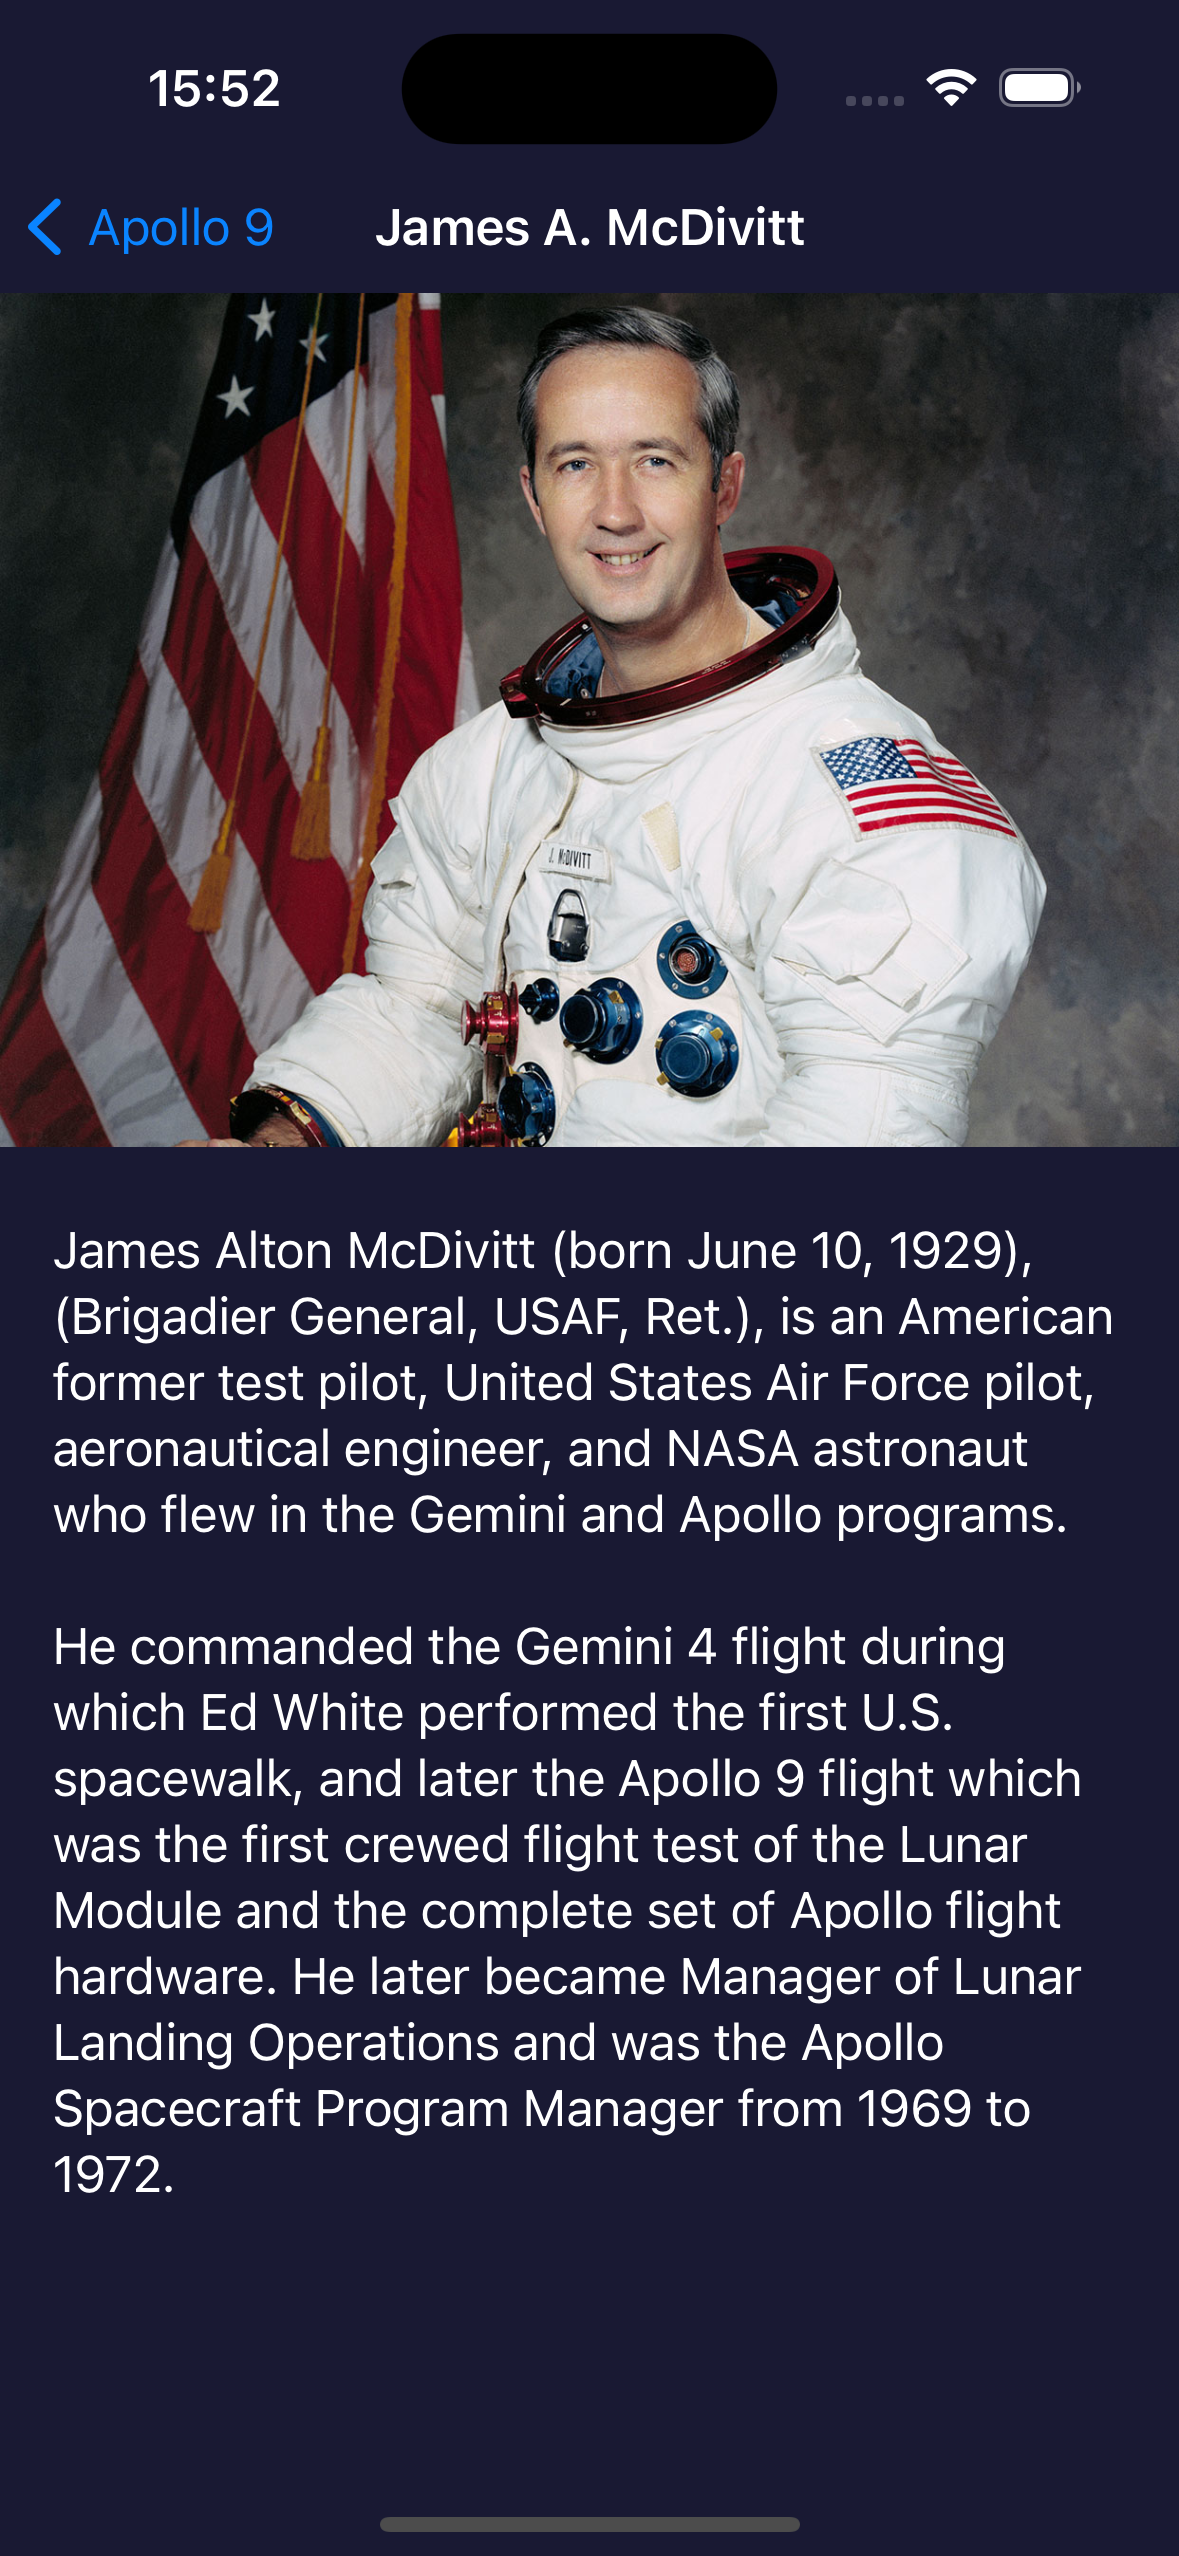 15:52
Apollo 9
James A. McDivitt
J. McDIVITT
James Alton McDivitt (born June 10, 1929),
(Brigadier General, USAF, Ret.), is an American
former test pilot, United States Air Force pilot,
aeronautical engineer, and NASA astronaut
who flew in the Gemini and Apollo programs.
He commanded the Gemini 4 flight during
which Ed White performed the first U.S.
spacewalk, and later the Apollo 9 flight which
was the first crewed flight test of the Lunar
Module and the complete set of Apollo flight
hardware. He later became Manager of Lunar
Landing Operations and was the Apollo
Spacecraft Program Manager from 1969 to
1972.